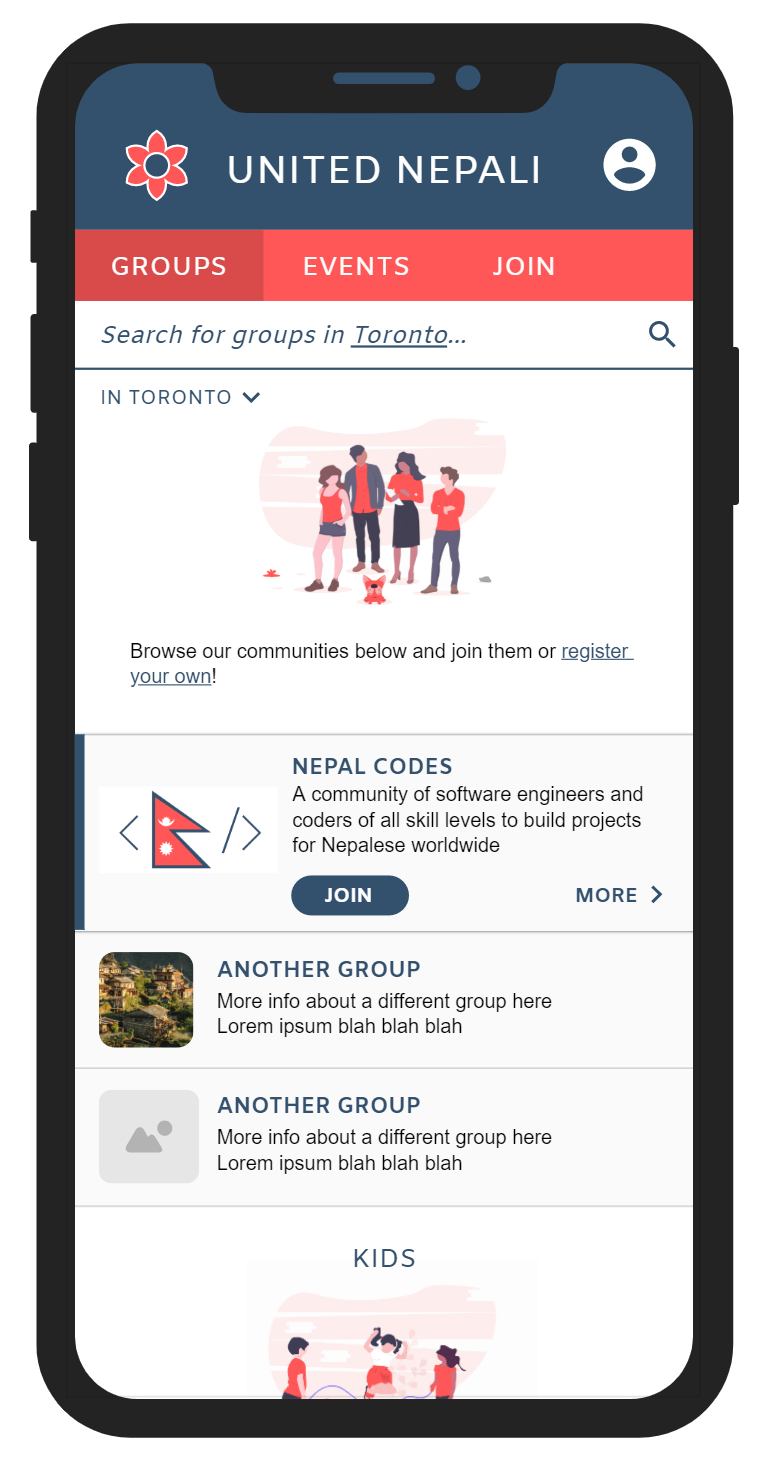 UNITED NEPALI
GROUPS EVENTS JOIN
Search for groups in Toronto...
IN TORONTO
Browse our communities below and join them or register
your own!
NEPAL CODES
A community of software engineers and
coders of all skill levels to build projects
for Nepalese worldwide
JOIN MORE
ANOTHER GROUP
More info about a different group here
Lorem ipsum blah blah blah
ANOTHER GROUP
More info about a different group here
Lorem ipsum blah blah blah
KIDS